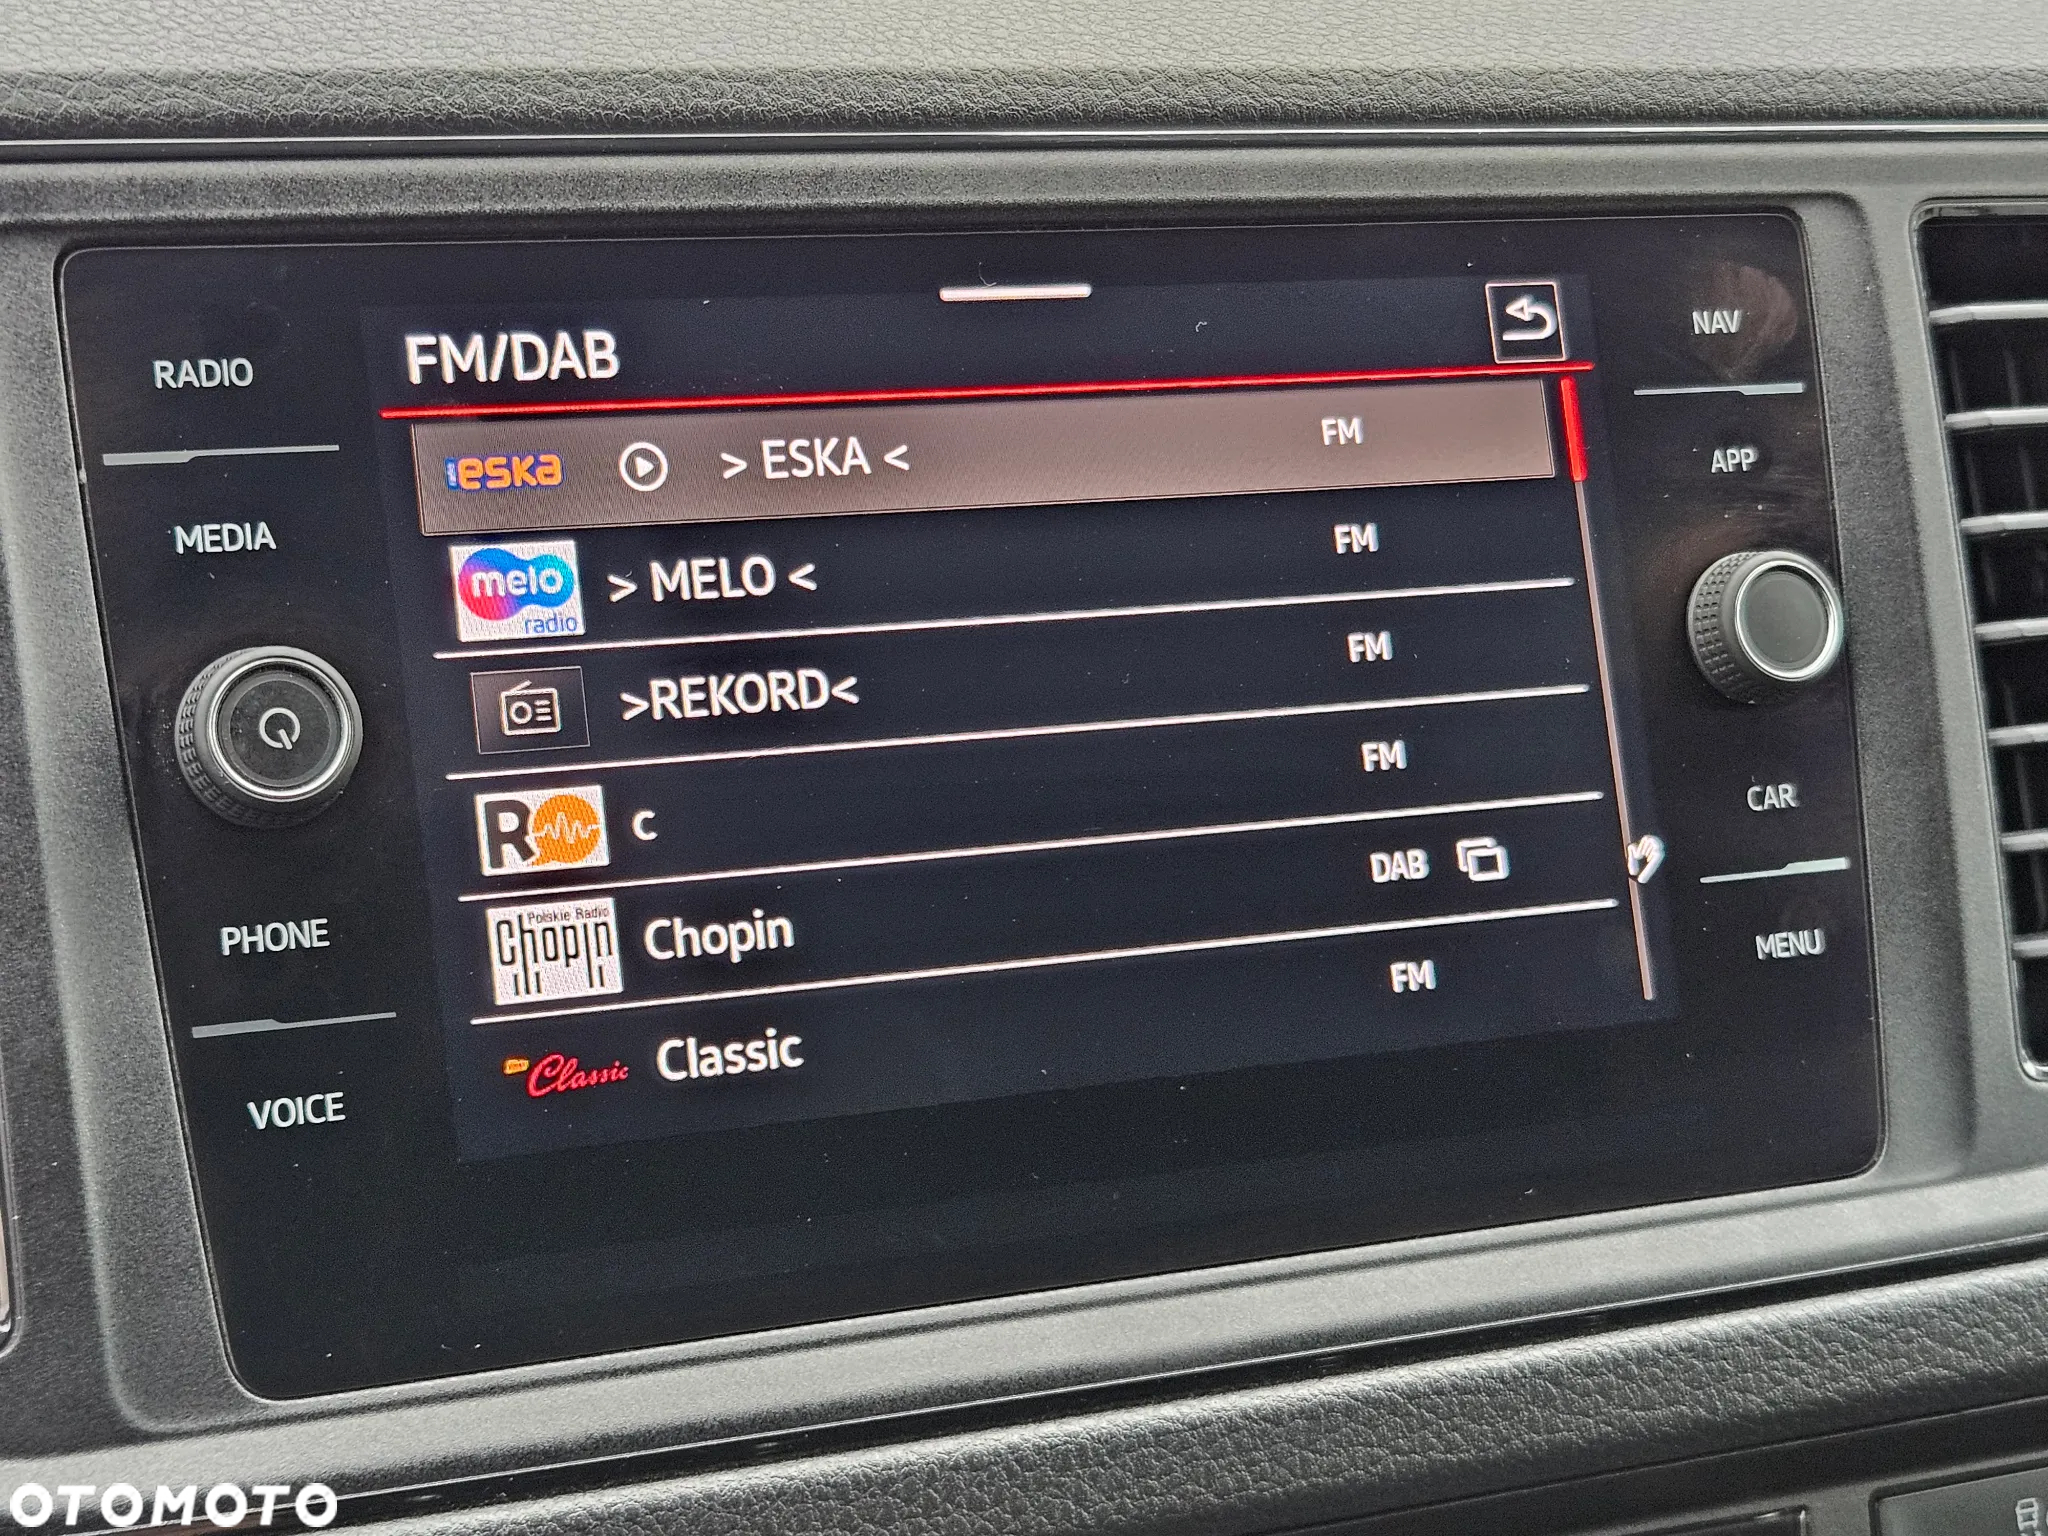 FM/DAB
RADIO
MEDIA
PHONE
VOICE
eska > ESKA < FM
melo radio > MELO < FM
>REKORD< FM
R c FM
Polskie Radio Chopin Chopin DAB
Classic Classic FM
NAV
APP
CAR
MENU
OTOMOTO